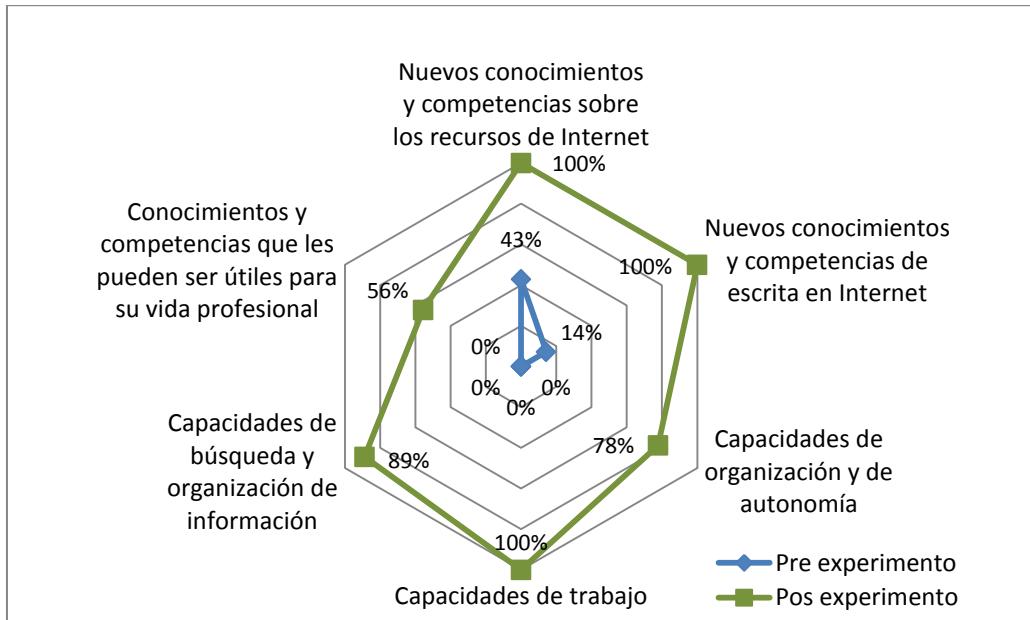 Nuevos conocimientos
y competencias sobre
los recursos de Internet
100%
Conocimientos y
competencias que les
pueden ser útiles para
su vida profesional
56%
43%
Nuevos conocimientos
y competencias de
escrita en Internet
100%
14%
0%
0%
0%
0%
Capacidades de
búsqueda y
organización de
información
89%
78%
Capacidades de
organización y de
autonomía
100%
Capacidades de trabajo
Pre experimento
Pos experimento